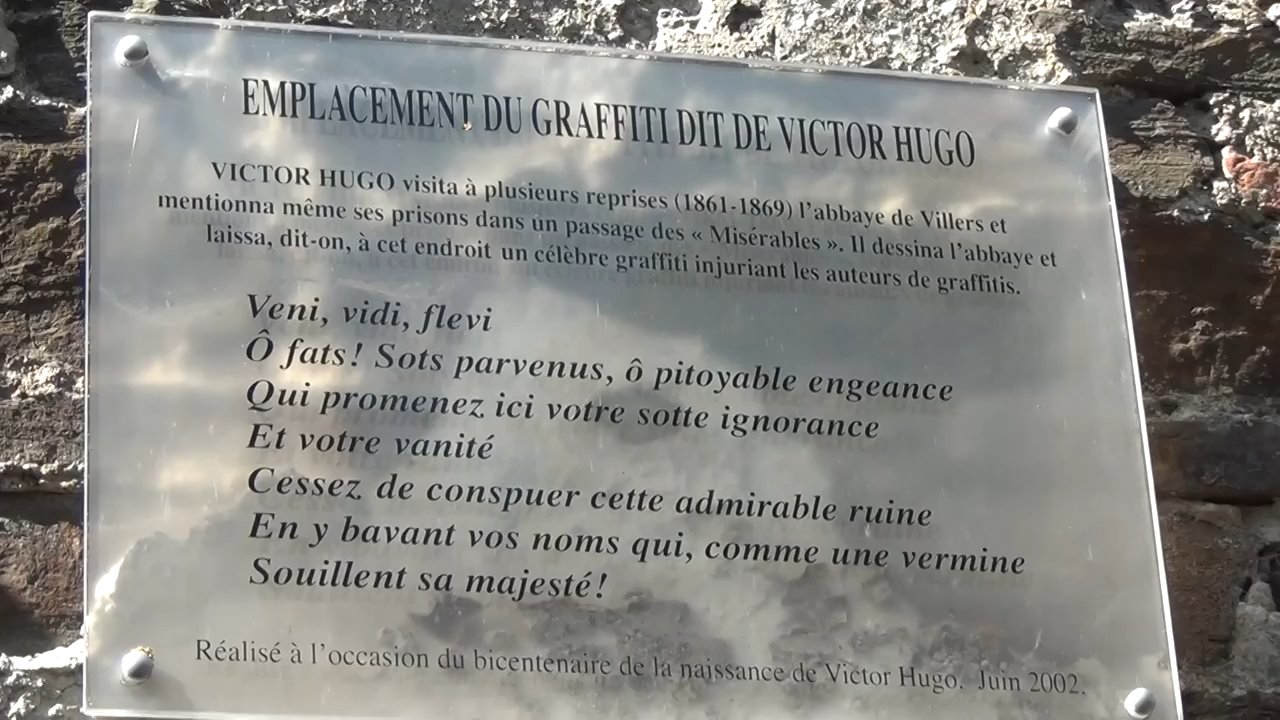 EMPLACEMENT DU GRAFFITI DIT DE VICTOR HUGO
VICTOR HUGO visita à plusieurs reprises (1861-1869) l'abbaye de Villers et
mentionna même ses prisons dans un passage des « Misérables ». Il dessina l'abbaye et
laissa, dit-on, à cet endroit un célèbre graffiti injuriant les auteurs de graffitis.
Veni, vidi, flevi
Ô fats! Sots parvenus, ô pitoyable engeance
Qui promenez ici votre sotte ignorance
Et votre vanité
Cessez de conspuer cette admirable ruine
En y bavant vos noms qui, comme une vermine
Souillent sa majesté!
Réalisé à l'occasion du bicentenaire de la naissance de Victor Hugo. Juin 2002.